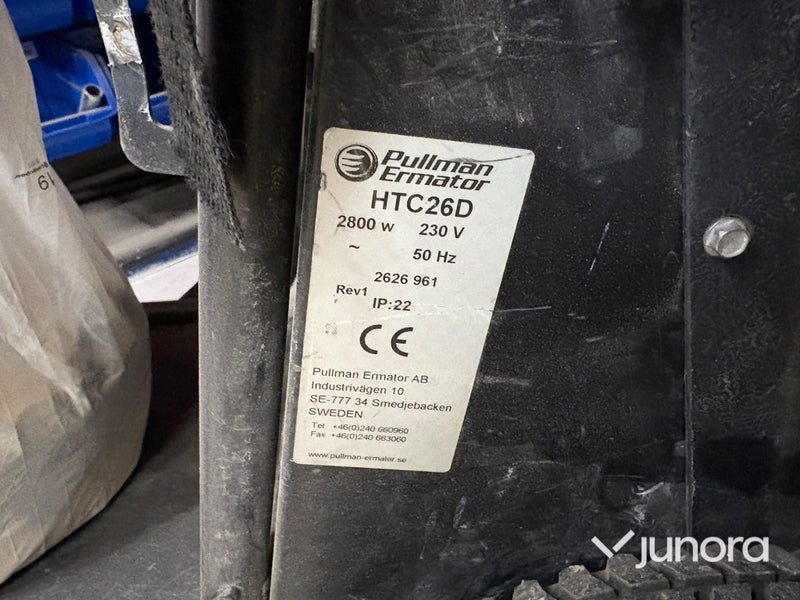 Pullman
Ermator
HTC26D
2800 W 230 V
~ 50 Hz
2626 961
Rev1
IP:22
CE
Pullman Ermator AB
Industrivägen 10
SE-777 34 Smedjebacken
SWEDEN
Tel +46(0)240 660960
Fax +46(0)240 663060
www.pullman-ermator.se
19
junora